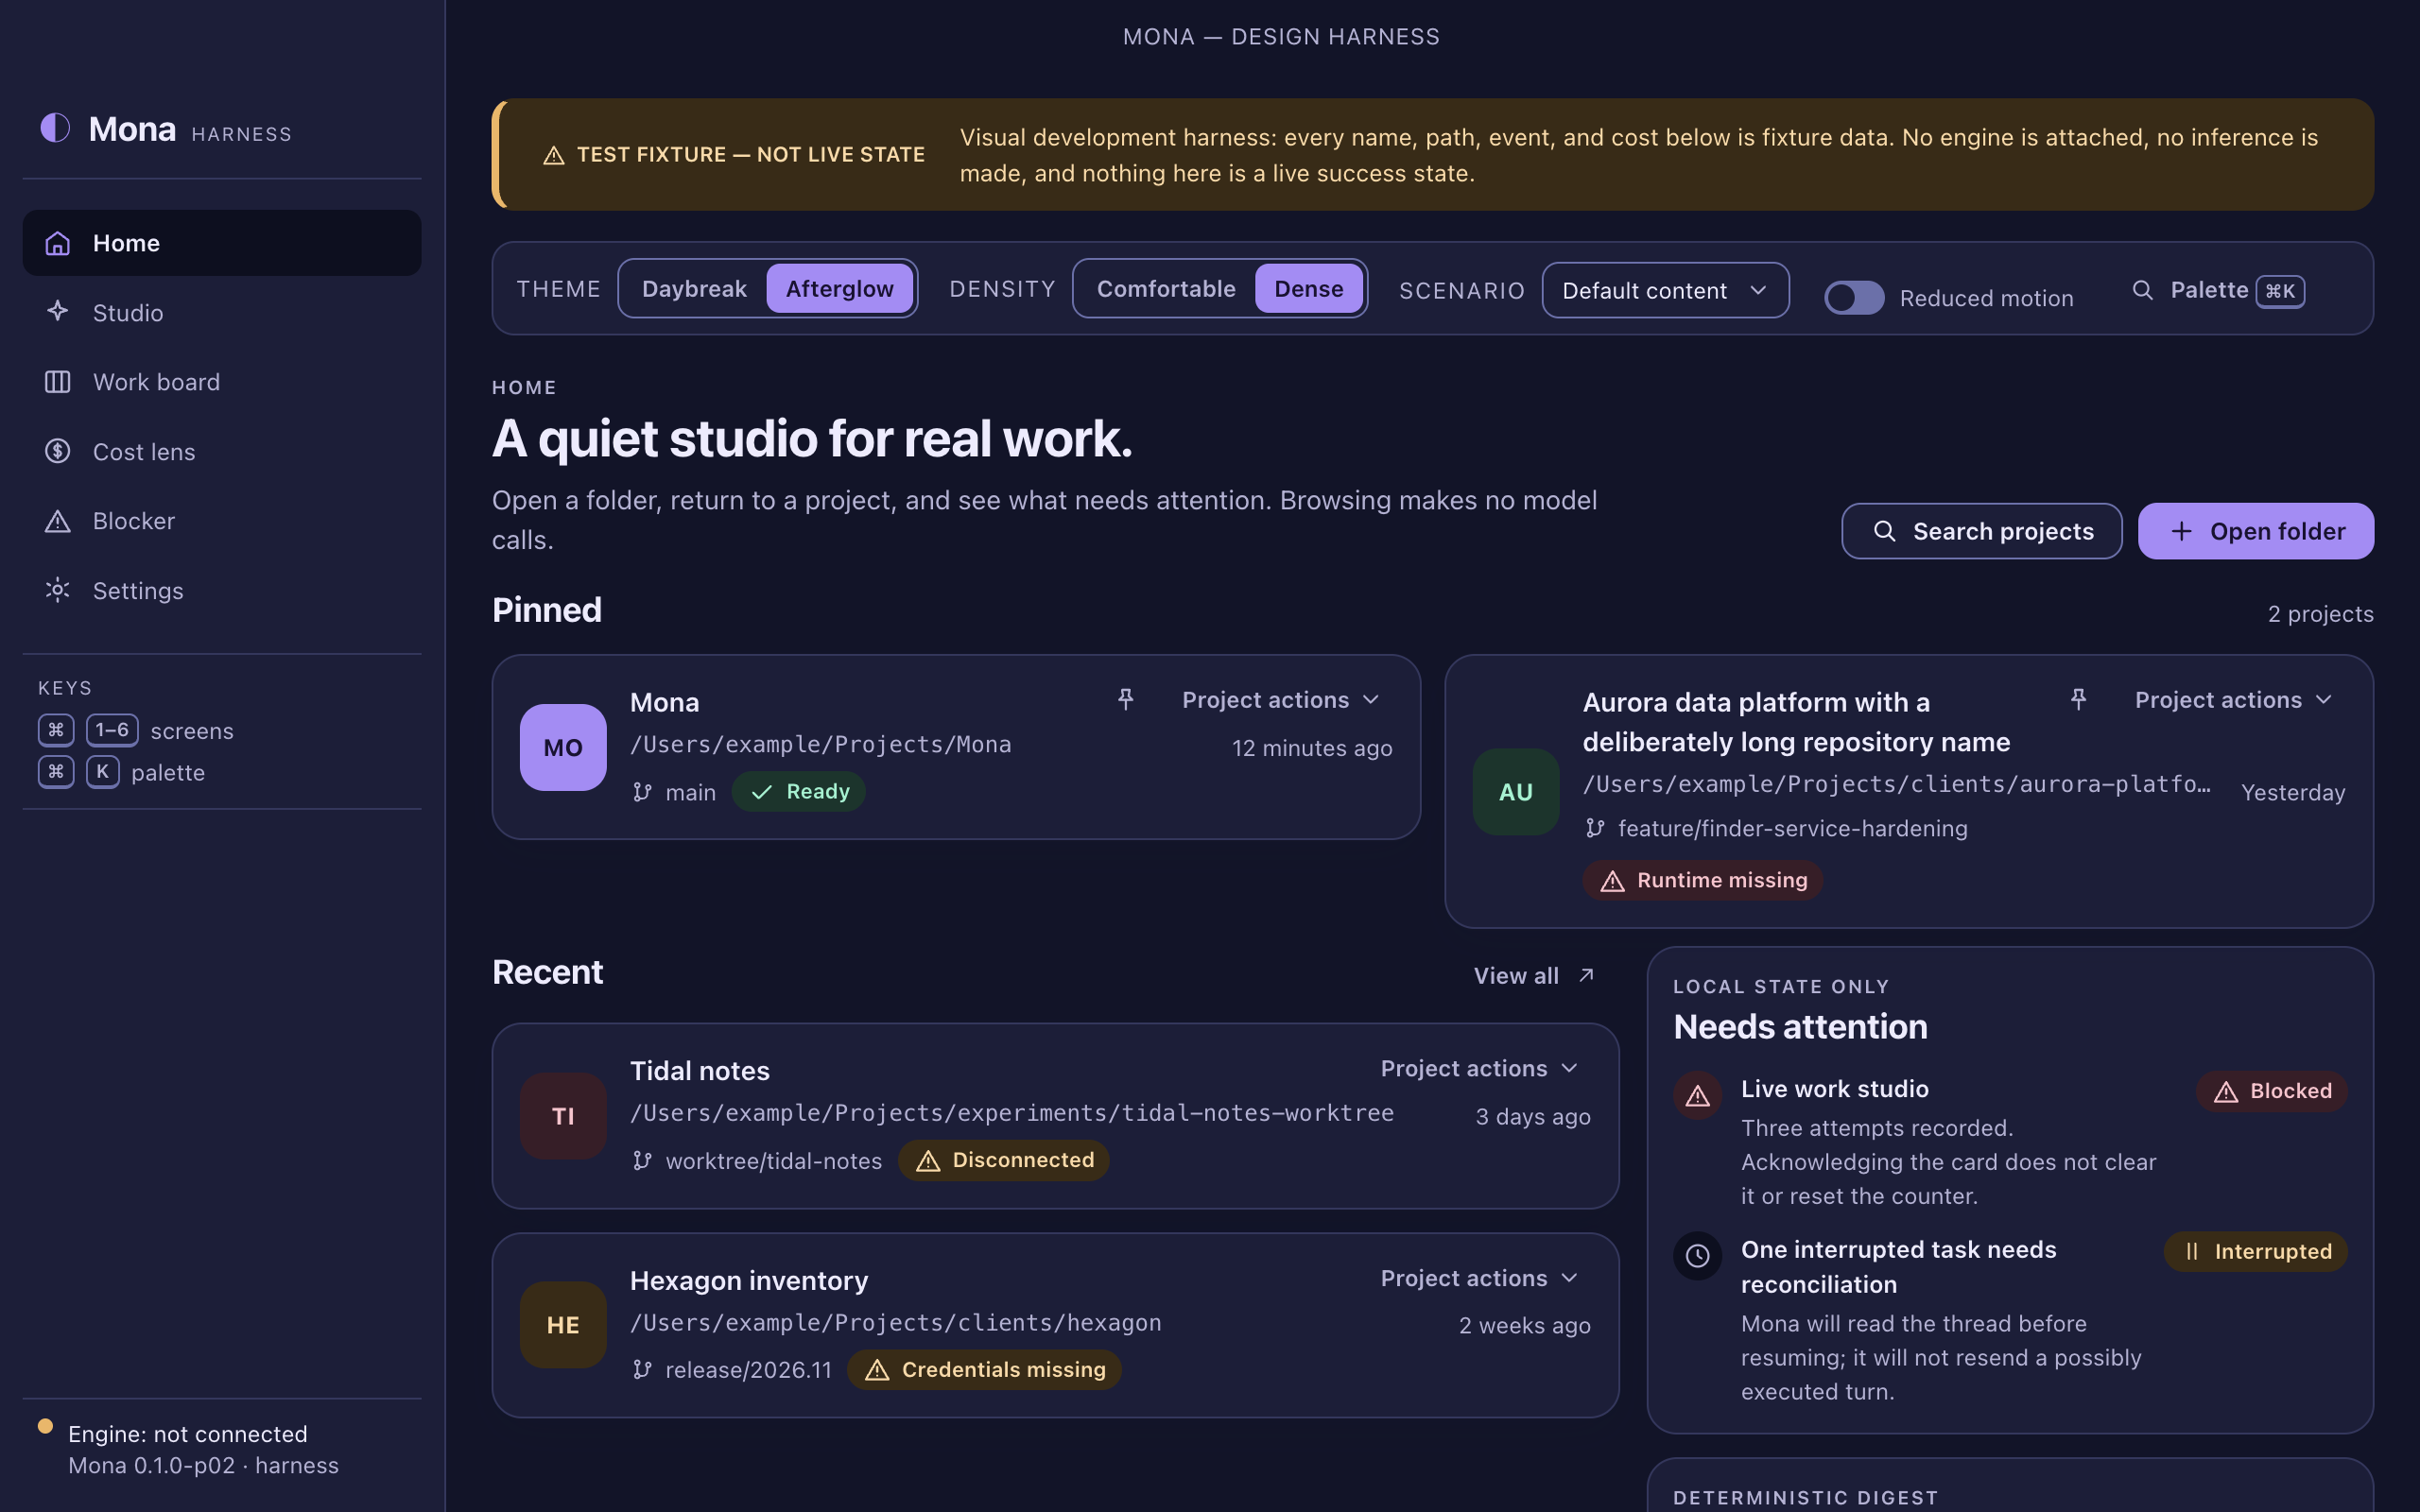 MONA — DESIGN HARNESS
Mona HARNESS
Home
Studio
Work board
Cost lens
Blocker
Settings
KEYS
⌘ 1–6 screens
⌘ K palette
Engine: not connected
Mona 0.1.0-p02 · harness
TEST FIXTURE — NOT LIVE STATE
Visual development harness: every name, path, event, and cost below is fixture data. No engine is attached, no inference is
made, and nothing here is a live success state.
THEME Daybreak Afterglow DENSITY Comfortable Dense SCENARIO Default content Reduced motion Palette ⌘K
HOME
A quiet studio for real work.
Open a folder, return to a project, and see what needs attention. Browsing makes no model
calls.
Search projects Open folder
Pinned 2 projects
MO
Mona Project actions
/Users/example/Projects/Mona 12 minutes ago
main Ready
AU
Aurora data platform with a Project actions
deliberately long repository name
/Users/example/Projects/clients/aurora-platfo… Yesterday
feature/finder-service-hardening
Runtime missing
Recent View all
TI
Tidal notes Project actions
/Users/example/Projects/experiments/tidal-notes-worktree 3 days ago
worktree/tidal-notes Disconnected
HE
Hexagon inventory Project actions
/Users/example/Projects/clients/hexagon 2 weeks ago
release/2026.11 Credentials missing
LOCAL STATE ONLY
Needs attention
Live work studio Blocked
Three attempts recorded.
Acknowledging the card does not clear
it or reset the counter.
One interrupted task needs Interrupted
reconciliation
Mona will read the thread before
resuming; it will not resend a possibly
executed turn.
DETERMINISTIC DIGEST